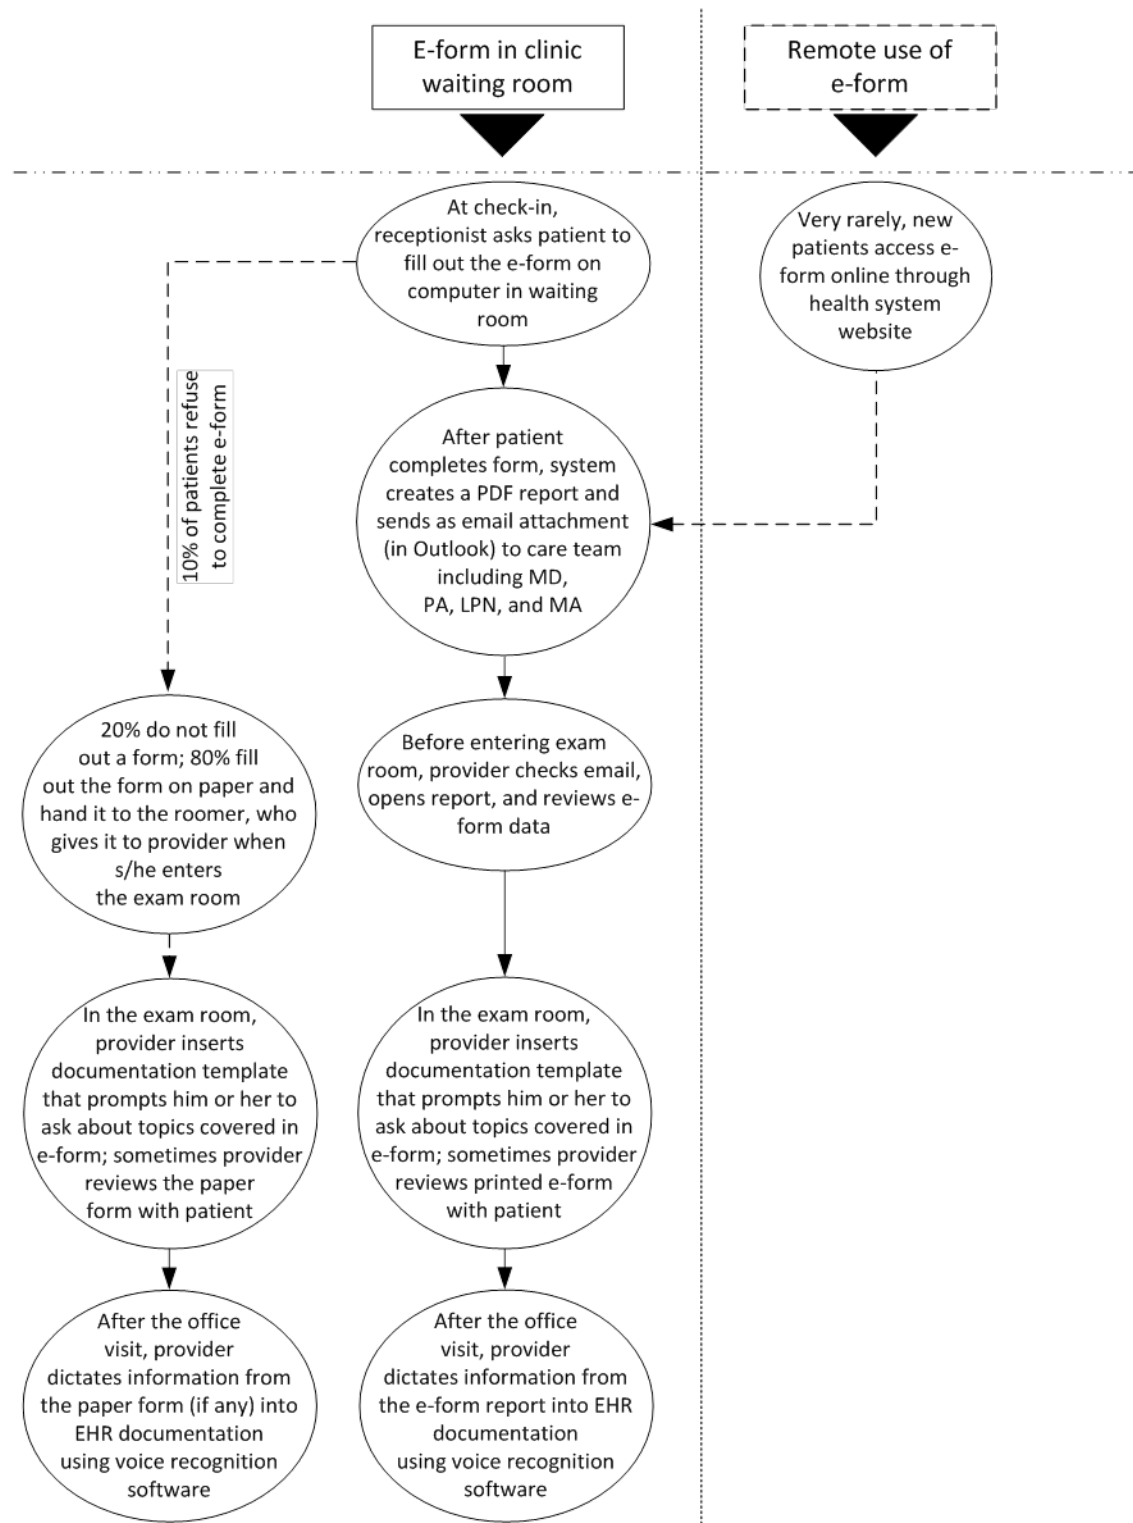 E-form in clinic
waiting room
Remote use of
e-form
At check-in,
receptionist asks patient to
fill out the e-form on
computer in waiting
room
Very rarely, new
patients access e-
form online through
health system
website
10% of patients refuse
to complete e-form
After patient
completes form, system
creates a PDF report and
sends as email attachment
(in Outlook) to care team
including MD,
PA, LPN, and MA
20% do not fill
out a form; 80% fill
out the form on paper and
hand it to the roomer, who
gives it to provider when
s/he enters
the exam room
Before entering exam
room, provider checks email,
opens report, and reviews e-
form data
In the exam room,
provider inserts
documentation template
that prompts him or her to
ask about topics covered in
e-form; sometimes provider
reviews the paper
form with patient
In the exam room,
provider inserts
documentation template
that prompts him or her to
ask about topics covered in
e-form; sometimes provider
reviews printed e-form
with patient
After the office
visit, provider
dictates information from
the paper form (if any) into
EHR documentation
using voice recognition
software
After the office
visit, provider
dictates information from
the e-form report into EHR
documentation
using voice recognition
software